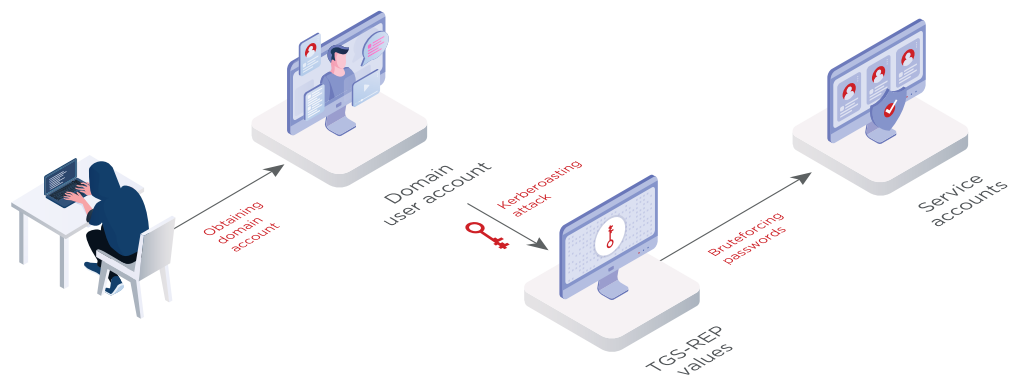 Obtaining
domain
account
Domain
user account
Kerberoasting
attack
TGS-REP
values
Bruteforcing
passwords
Service
accounts